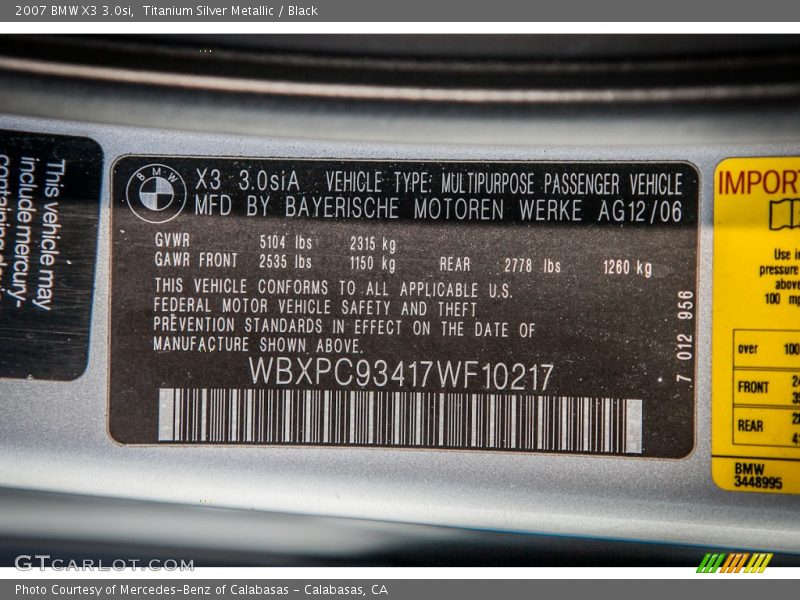 2007 BMW X3 3.0si, Titanium Silver Metallic / Black
This vehicle may
include mercury-
BMW
X3 3.0siA VEHICLE TYPE: MULTIPURPOSE PASSENGER VEHICLE
MFD BY BAYERISCHE MOTOREN WERKE AG12/06
GVWR 5104 lbs 2315 kg
GAWR FRONT 2535 lbs 1150 kg REAR 2778 lbs 1260 kg
THIS VEHICLE CONFORMS TO ALL APPLICABLE U.S.
FEDERAL MOTOR VEHICLE SAFETY AND THEFT
PREVENTION STANDARDS IN EFFECT ON THE DATE OF
MANUFACTURE SHOWN ABOVE.
WBXPC93417WF10217
7 012 956
IMPOR
Use
pressure
above
100
over 100
FRONT
REAR
BMW
3448995
GTCARLOT.COM
Photo Courtesy of Mercedes-Benz of Calabasas - Calabasas, CA